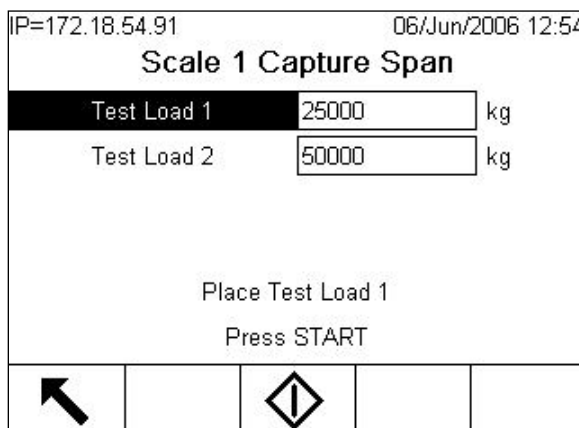 IP=172.18.54.91 06/Jun/2006 12:54
Scale 1 Capture Span
Test Load 1 25000 kg
Test Load 2 50000 kg
Place Test Load 1
Press START